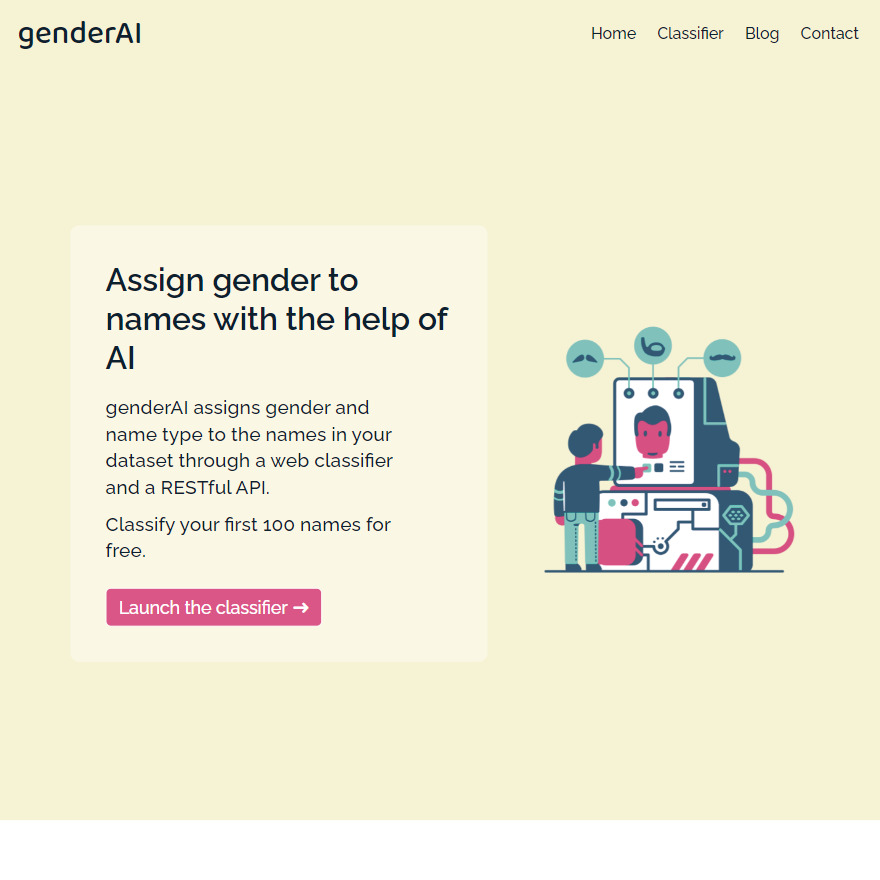 genderAI
Home Classifier Blog Contact
Assign gender to
names with the help of
AI
genderAI assigns gender and
name type to the names in your
dataset through a web classifier
and a RESTful API.
Classify your first 100 names for
free.
Launch the classifier ➔